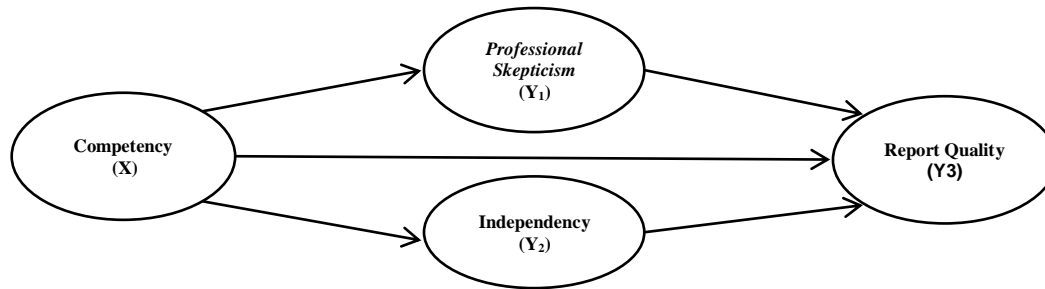 Professional
Skepticism
(Y₁)
Competency
(X)
Report Quality
(Y3)
Independency
(Y₂)